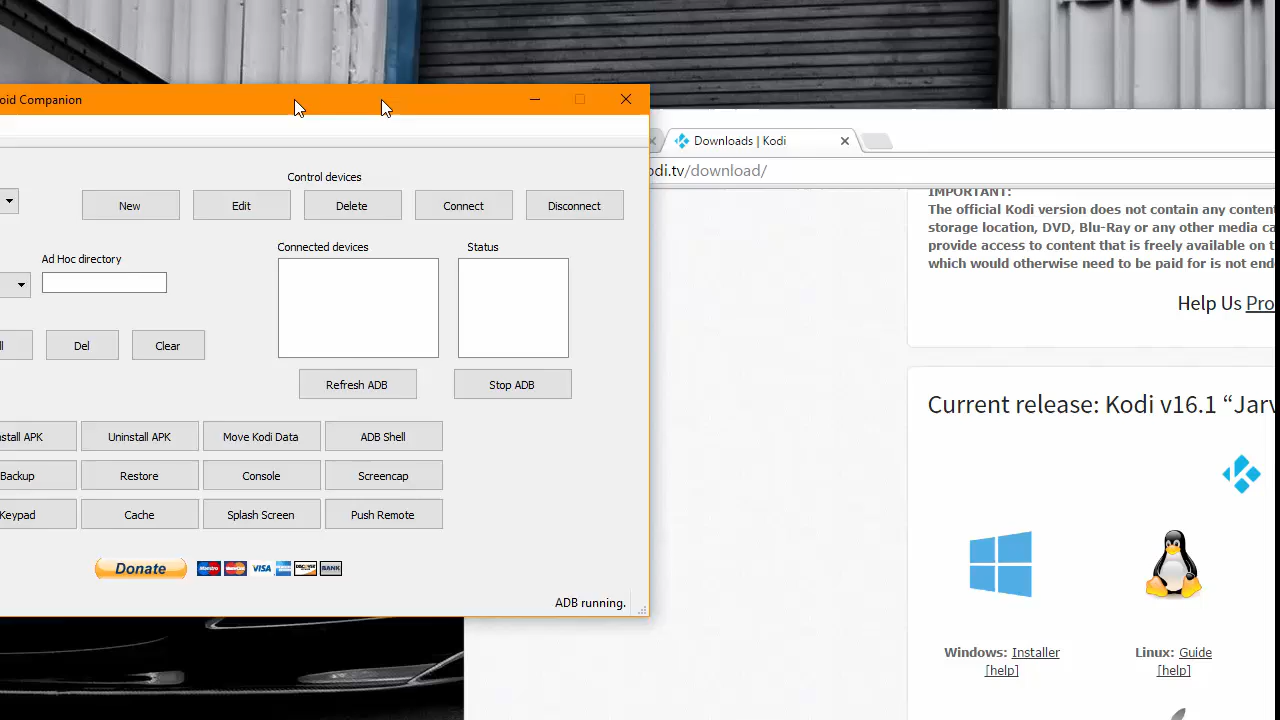 oid Companion
Control devices
New
Edit
Delete
Connect
Disconnect
Connected devices
Status
Ad Hoc directory
Del
Clear
Refresh ADB
Stop ADB
stall APK
Uninstall APK
Move Kodi Data
ADB Shell
Backup
Restore
Console
Screencap
Keypad
Cache
Splash Screen
Push Remote
Donate
Maestro
VISA
BANK
ADB running.
Downloads | Kodi
odi.tv/download/
IMPORTANT:
The official Kodi version does not contain any content
storage location, DVD, Blu-Ray or any other media ca
provide access to content that is freely available on t
which would otherwise need to be paid for is not end
Help Us Pro
Current release: Kodi v16.1 “Jarv
Windows: Installer
[help]
Linux: Guide
[help]